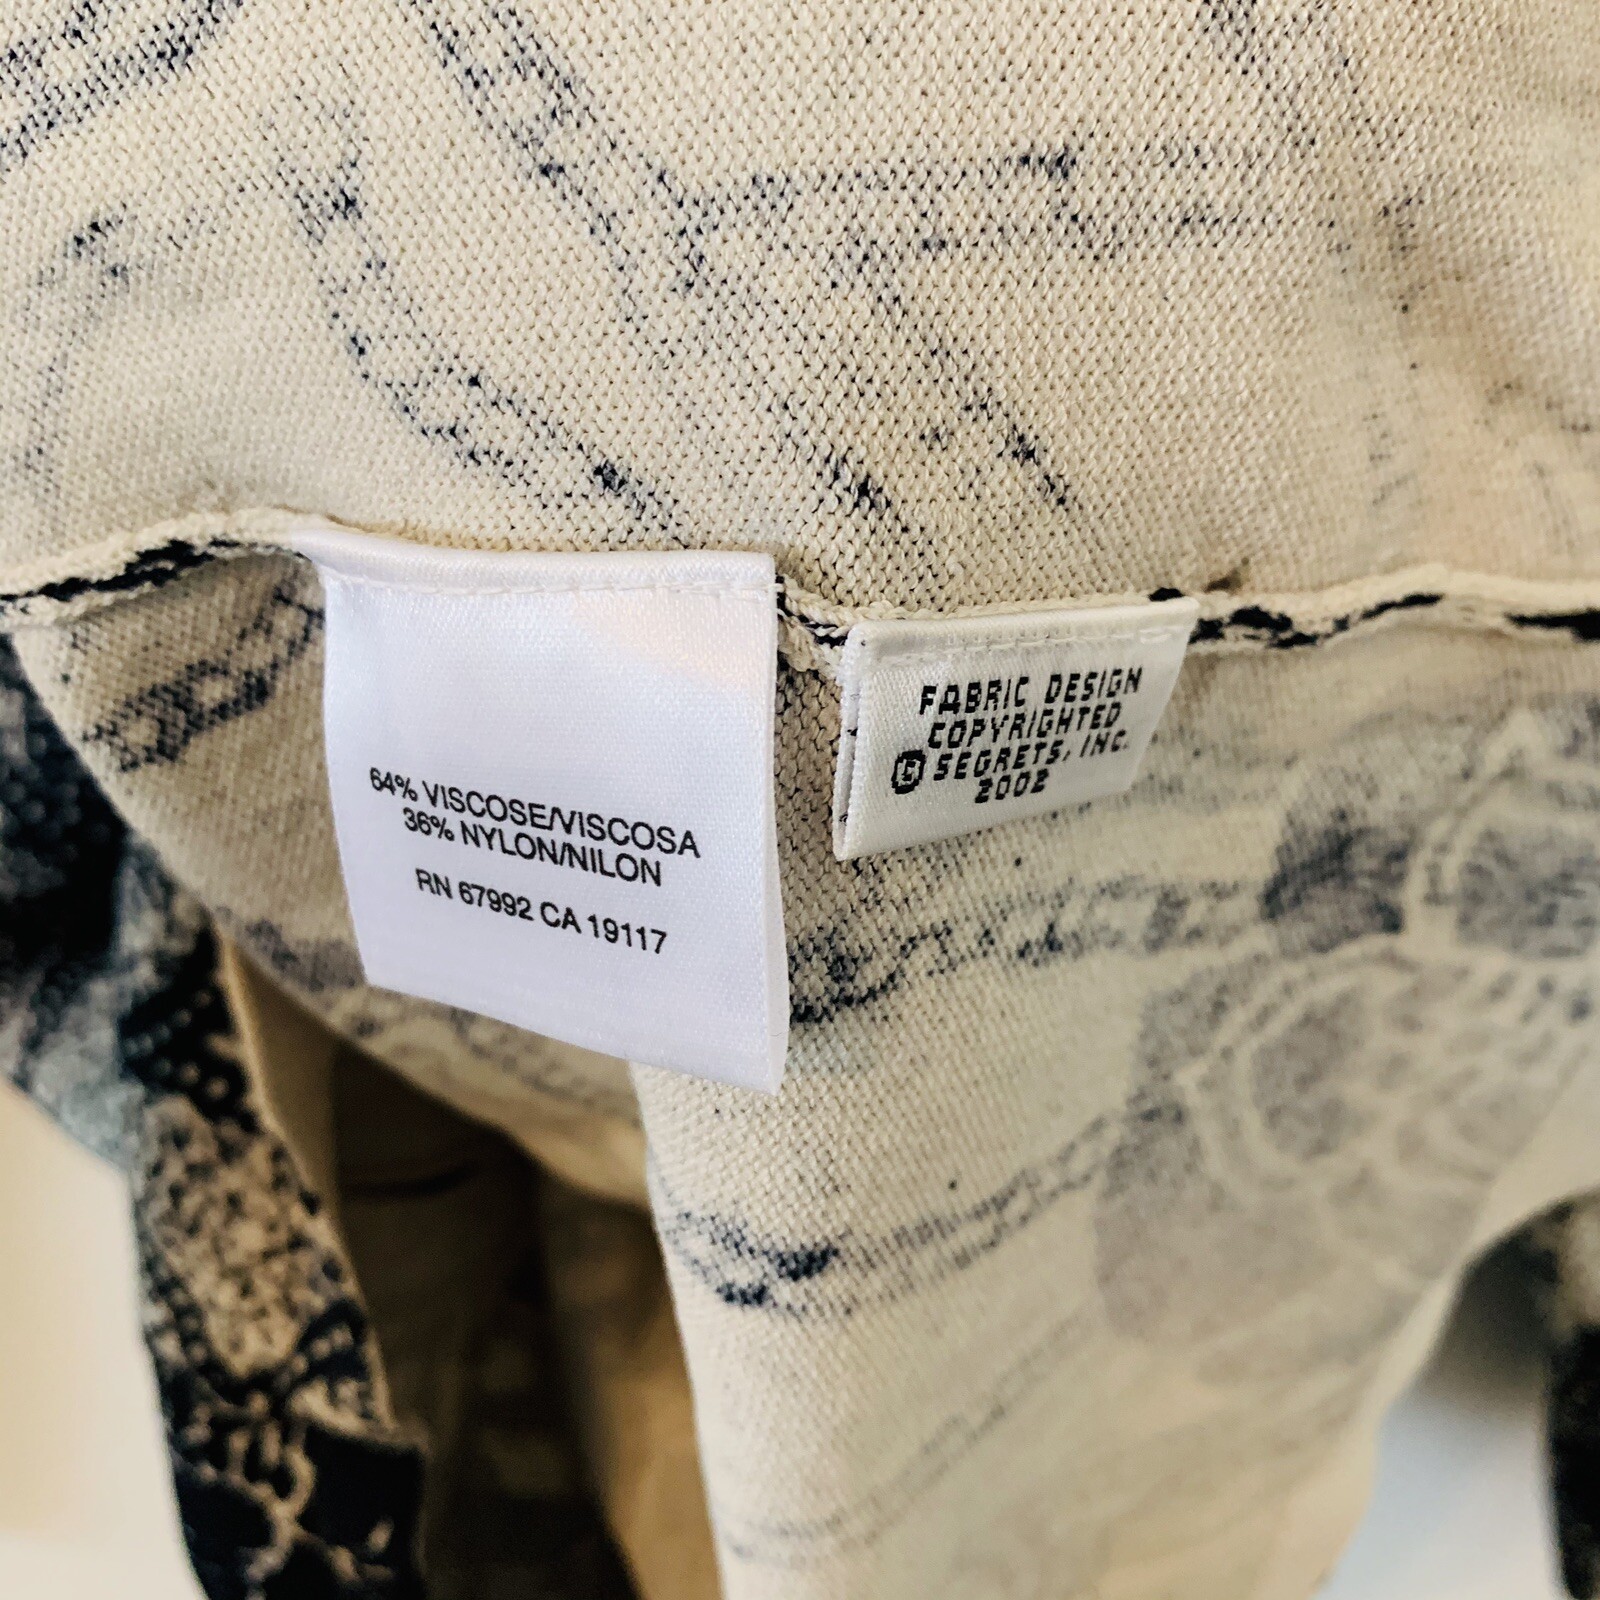 64% VISCOSE/VISCOSA
36% NYLON/NILON
RN 67992 CA 19117
FABRIC DESIGN
COPYRIGHTED
© SEGRETS, INC.
2002